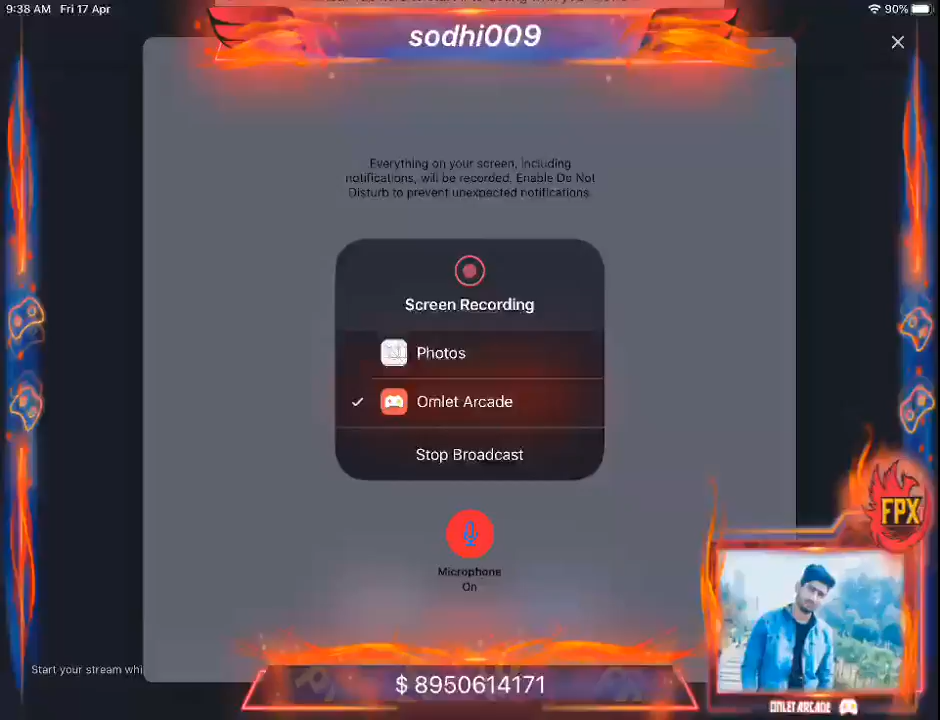 9:38 AM Fri 17 Apr
90%
sodhi009
Everything on your screen, including
notifications, will be recorded. Enable Do Not
Disturb to prevent unexpected notifications.
Screen Recording
Photos
Omlet Arcade
Stop Broadcast
Microphone
On
FPX
Start your stream whi
$ 8950614171
OMLET ARCADE